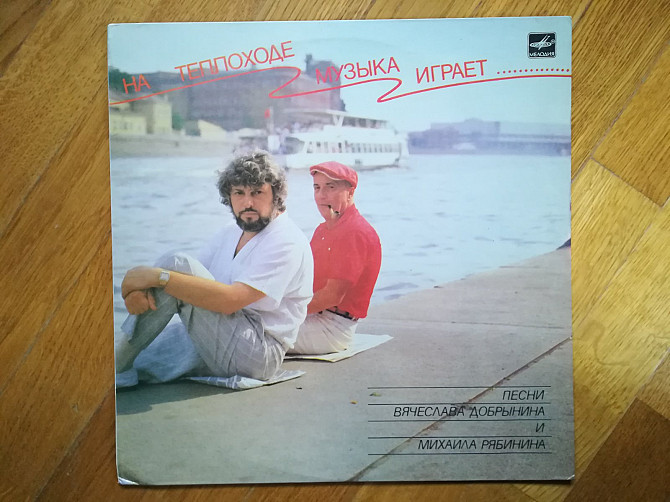 НА ТЕПЛОХОДЕ МУЗЫКА ИГРАЕТ
МЕЛОДИЯ
ПЕСНИ
ВЯЧЕСЛАВА ДОБРЫНИНА
И
МИХАИЛА РЯБИНИНА